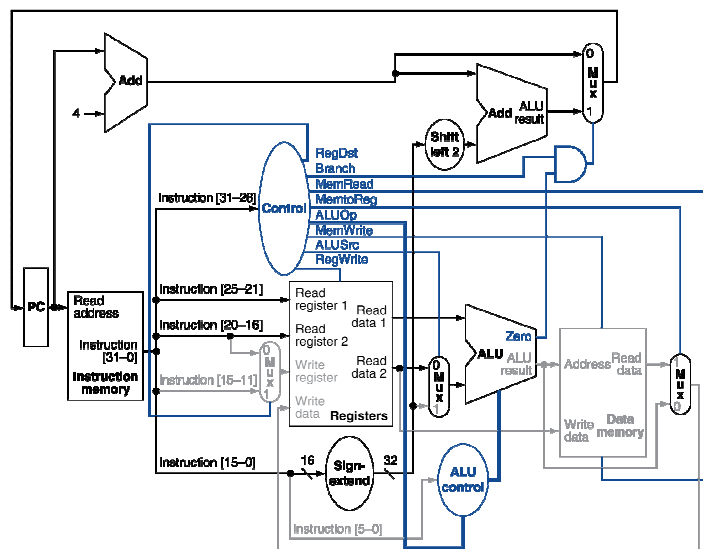 0
Add
M
u
x
4
Add
ALU
result
1
Shift
left 2
RegDst
Branch
MemRead
Instruction [31–26]
Control
MemtoReg
ALUOp
MemWrite
ALUSrc
RegWrite
PC
Read
address
Instruction
[31–0]
Instruction
memory
Instruction [25–21]
Instruction [20–16]
Instruction [15–11]
0
M
u
x
1
Read
register 1
Read
register 2
Write
register
Write
data
Read
data 1
Read
data 2
Registers
0
M
u
x
1
ALU
Zero
ALU
result
Address
Read
data
Write
data
Data
memory
1
M
u
x
0
Instruction [15–0]
16
Sign-
extend
32
ALU
control
Instruction [5–0]